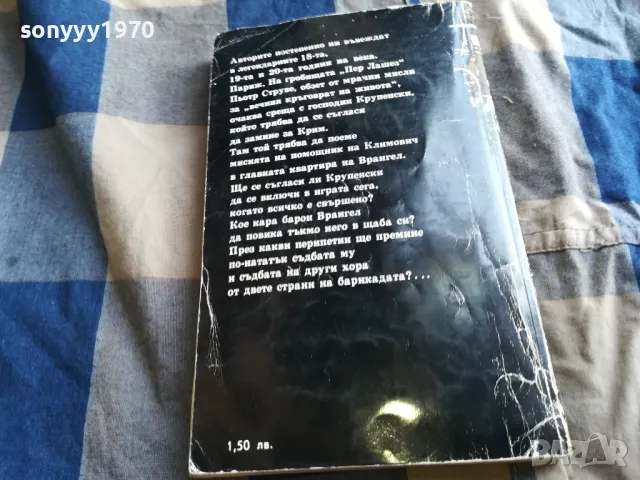 sonyyy1970
Авторите постепенно ни въвеждат
в легендарните 18-та,
19-та и 20-та години на века.
Париж. На гробищата „Пер Лашез"
Пьотр Струве, обзет от мрачни мисли
за „вечния кръговрат на живота",
очаква среща с господин Крупенски,
който трябва да се съгласи
да замине за Крим.
Там той трябва да поеме
мисията на помощник на Климович
в главната квартира на Врангел.
Ще се съгласи ли Крупенски
да се включи в играта сега,
когато всичко е свършено?
Кое кара барон Врангел
да повика тъкмо него в щаба си?
През какви перипетии ще премине
по-нататък съдбата му
и съдбата на други хора
от двете страни на барикадата?...
1,50 лв.
BAZAR